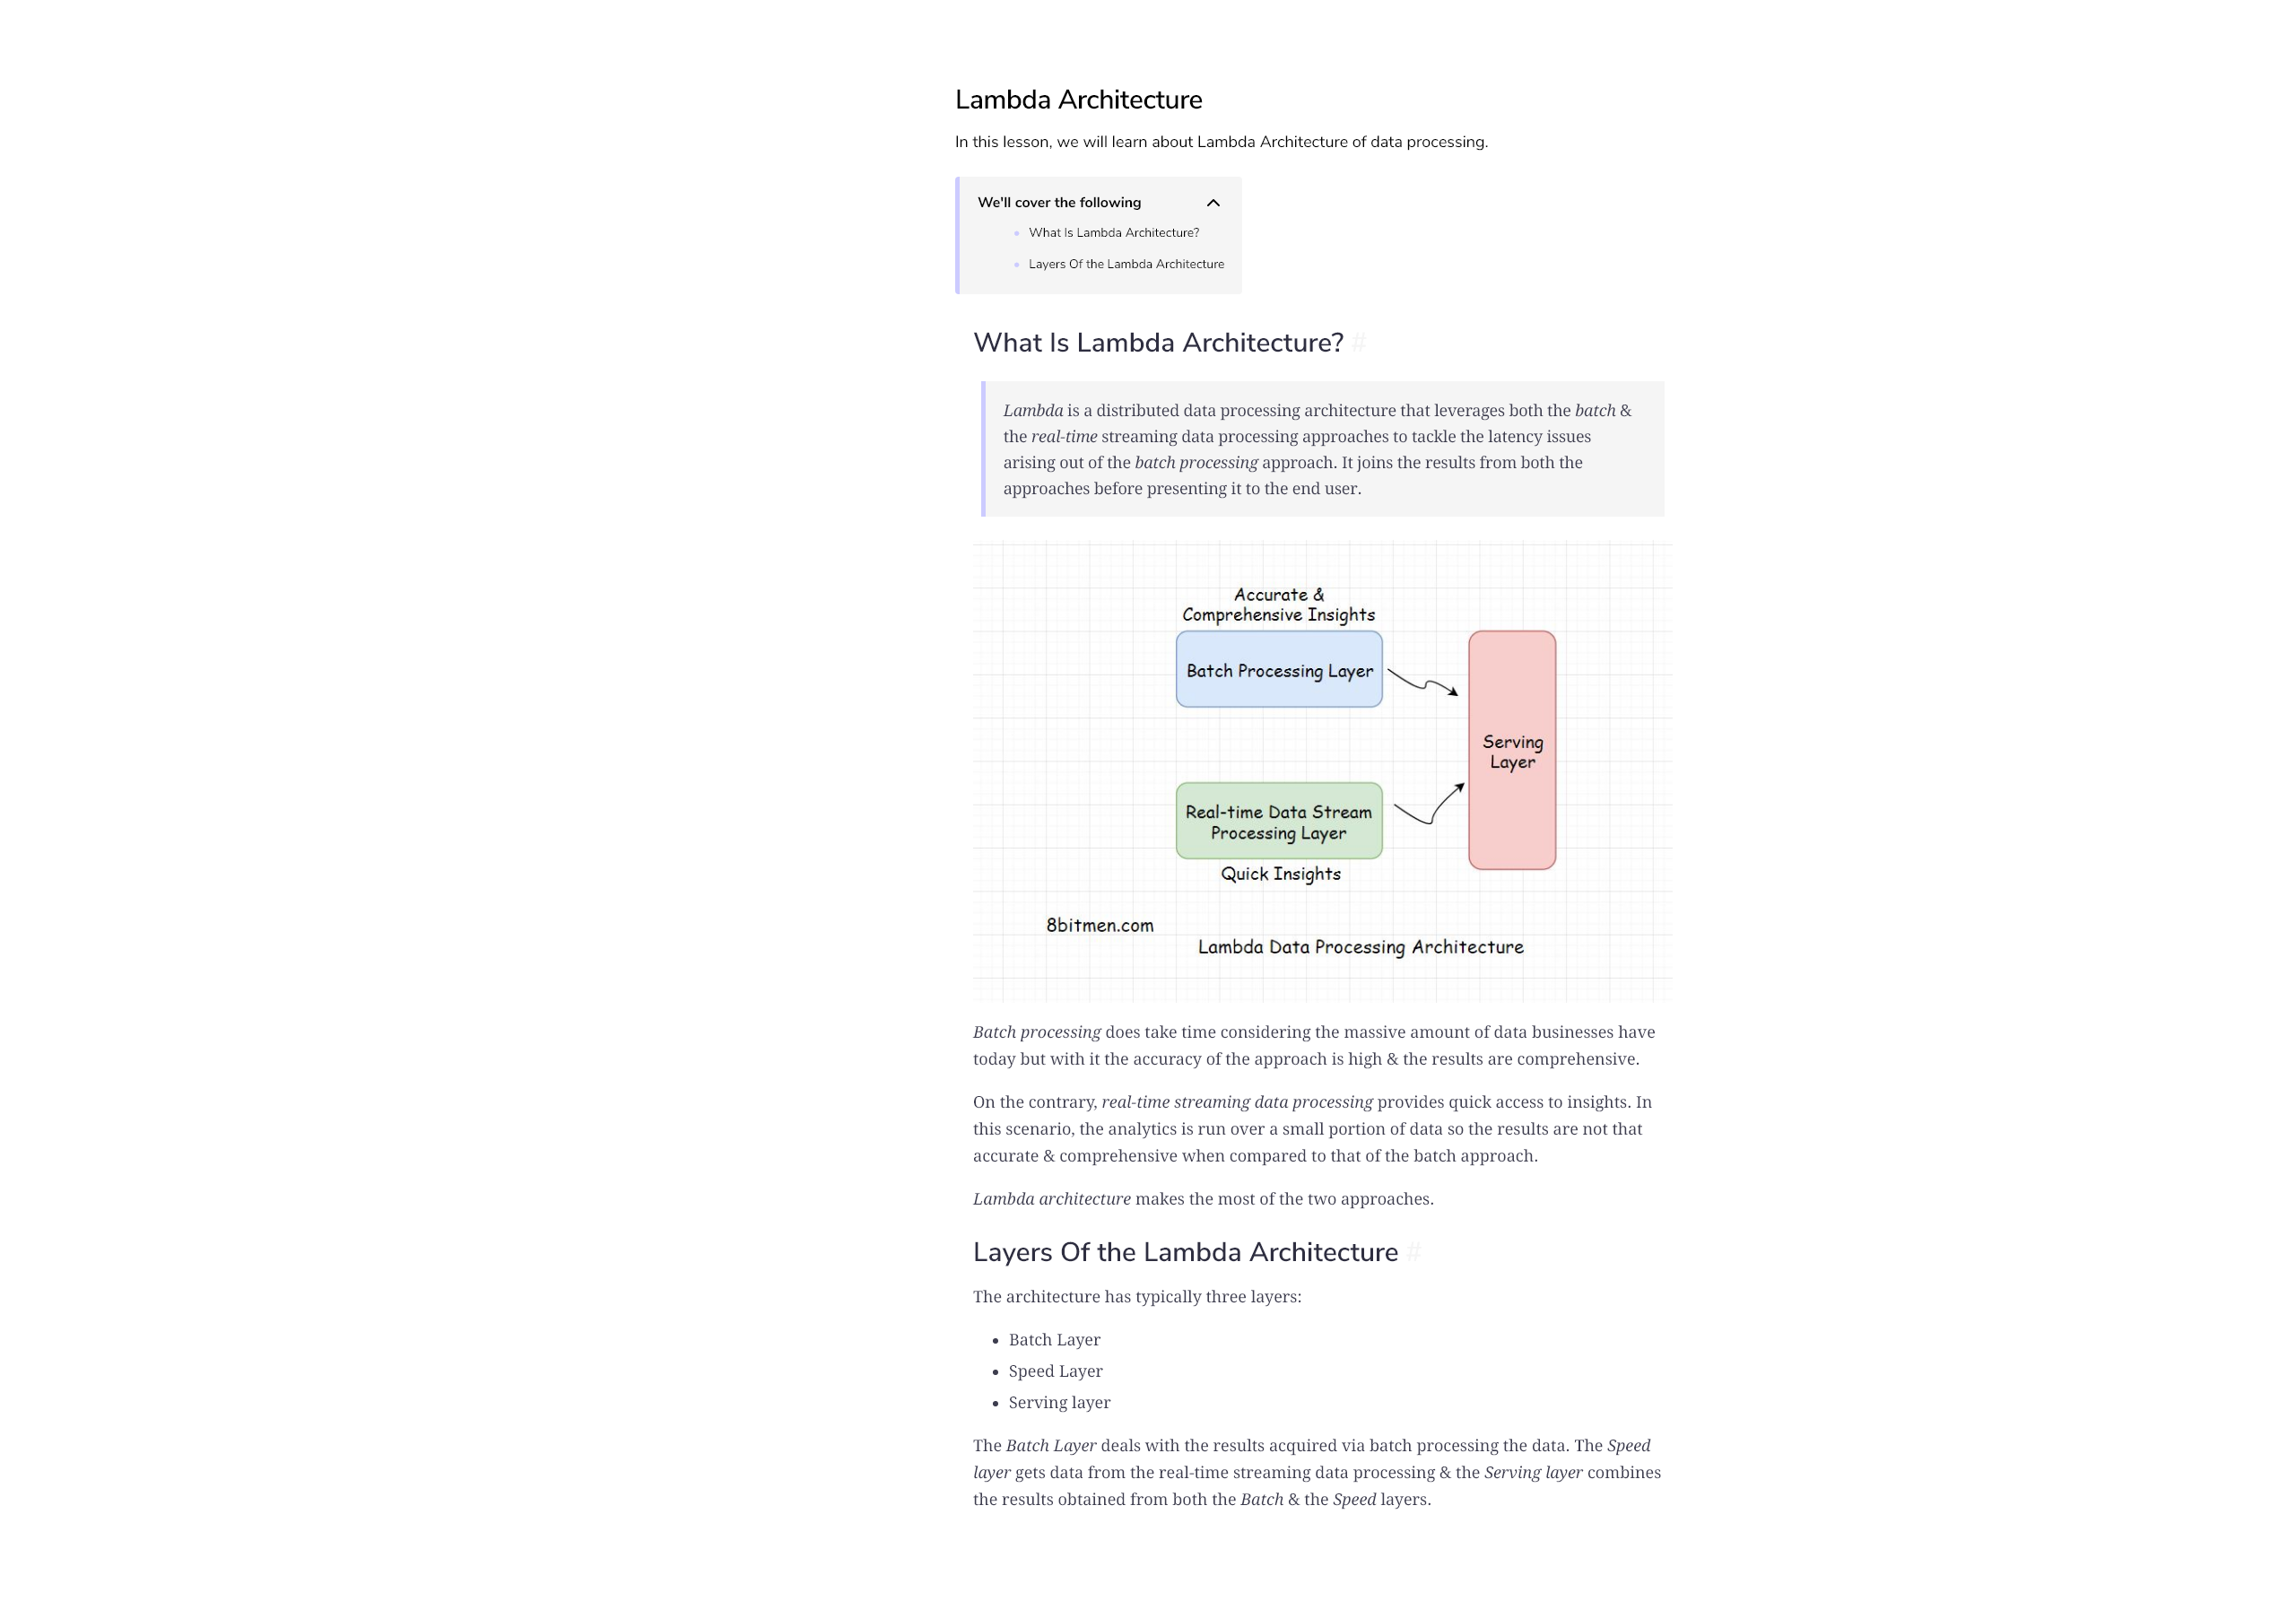 Lambda Architecture
In this lesson, we will learn about Lambda Architecture of data processing.
We'll cover the following
What Is Lambda Architecture?
Layers Of the Lambda Architecture
What Is Lambda Architecture? #
Lambda is a distributed data processing architecture that leverages both the batch &
the real-time streaming data processing approaches to tackle the latency issues
arising out of the batch processing approach. It joins the results from both the
approaches before presenting it to the end user.
Accurate &
Comprehensive Insights
Batch Processing Layer
Serving
Layer
Real-time Data Stream
Processing Layer
Quick Insights
8bitmen.com
Lambda Data Processing Architecture
Batch processing does take time considering the massive amount of data businesses have
today but with it the accuracy of the approach is high & the results are comprehensive.
On the contrary, real-time streaming data processing provides quick access to insights. In
this scenario, the analytics is run over a small portion of data so the results are not that
accurate & comprehensive when compared to that of the batch approach.
Lambda architecture makes the most of the two approaches.
Layers Of the Lambda Architecture #
The architecture has typically three layers:
Batch Layer
Speed Layer
Serving layer
The Batch Layer deals with the results acquired via batch processing the data. The Speed
layer gets data from the real-time streaming data processing & the Serving layer combines
the results obtained from both the Batch & the Speed layers.